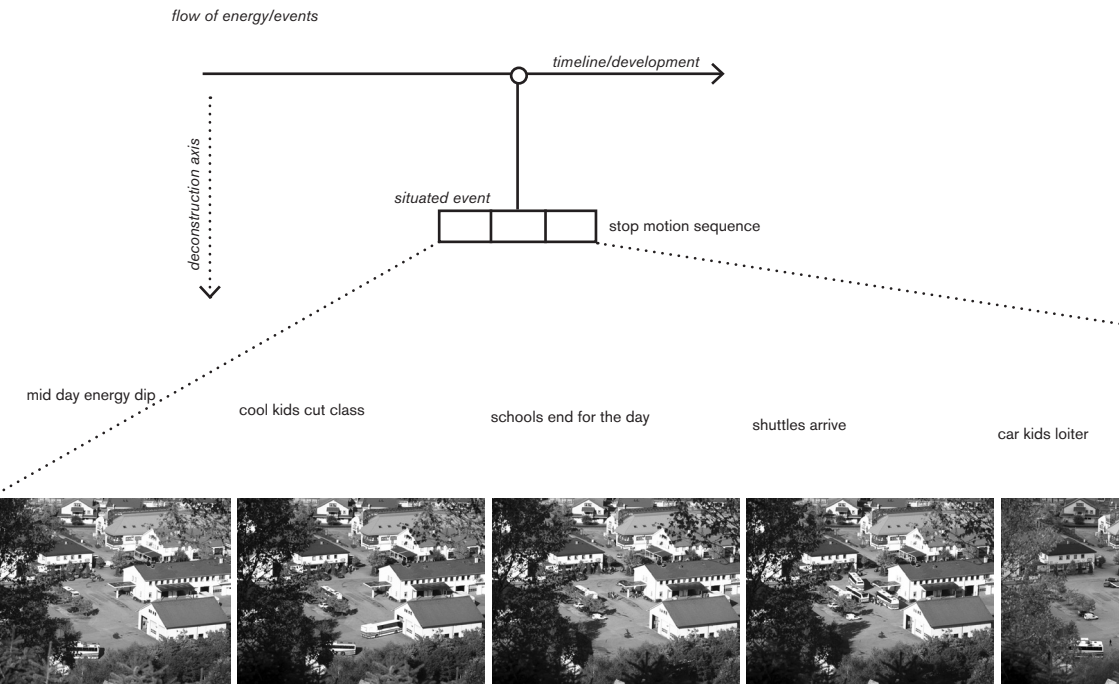 flow of energy/events
timeline/development
deconstruction axis
situated event
stop motion sequence
mid day energy dip
cool kids cut class
schools end for the day
shuttles arrive
car kids loiter